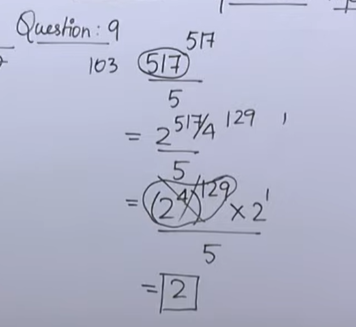 Question: 9
103 517^517
5
= 2^517/4 129 1
5
= (2^4)^129 × 2^1
5
= 2